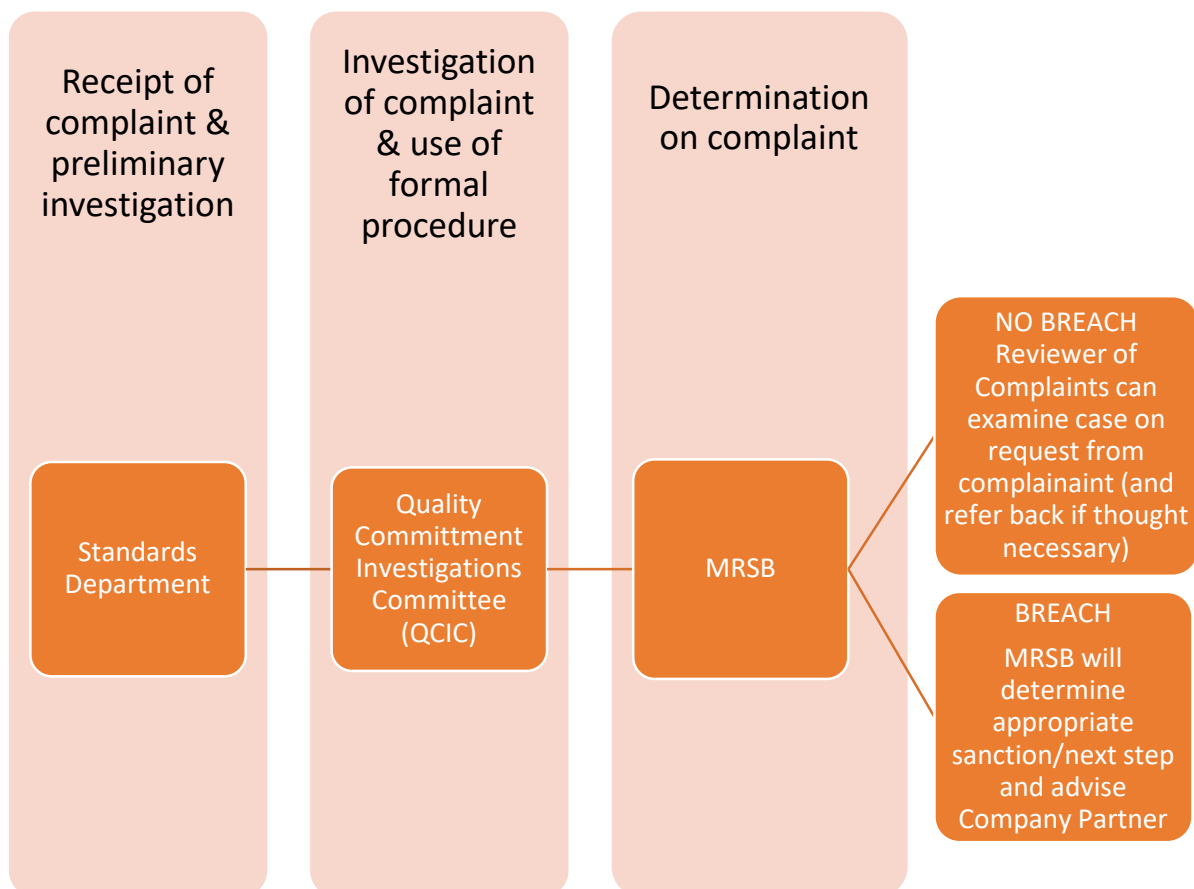 Receipt of
complaint &
preliminary
investigation
Investigation
of complaint
& use of
formal
procedure
Determination
on complaint
Standards
Department
Quality
Committment
Investigations
Committee
(QCIC)
MRSB
NO BREACH
Reviewer of
Complaints can
examine case on
request from
complainaint (and
refer back if thought
necessary)
BREACH
MRSB will
determine
appropriate
sanction/next step
and advise
Company Partner